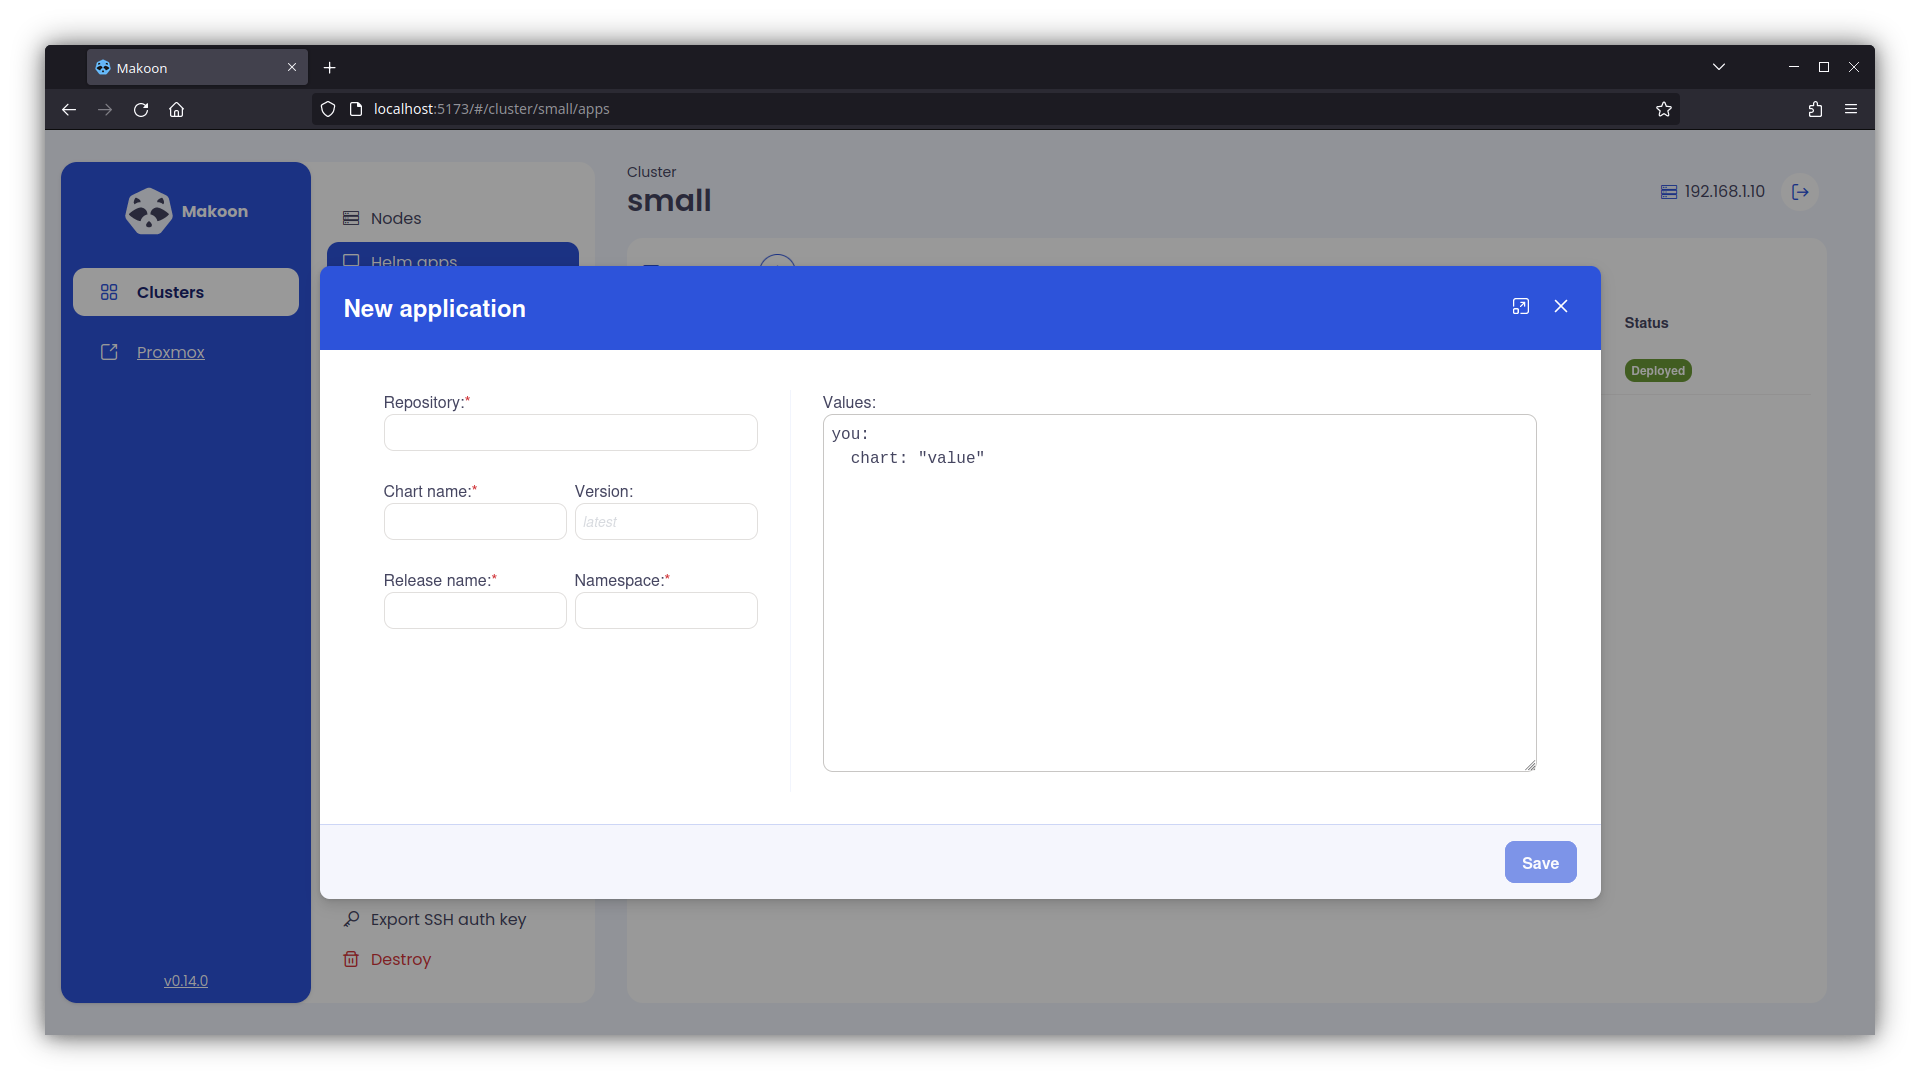 Makoon
localhost:5173/#/cluster/small/apps
Makoon
Clusters
Proxmox
v0.14.0
Nodes
Helm apps
Export SSH auth key
Destroy
Cluster
small
192.168.1.10
Status
Deployed
New application
Repository:*
Chart name:* Version:
latest
Release name:* Namespace:*
Values:
you:
  chart: "value"
Save